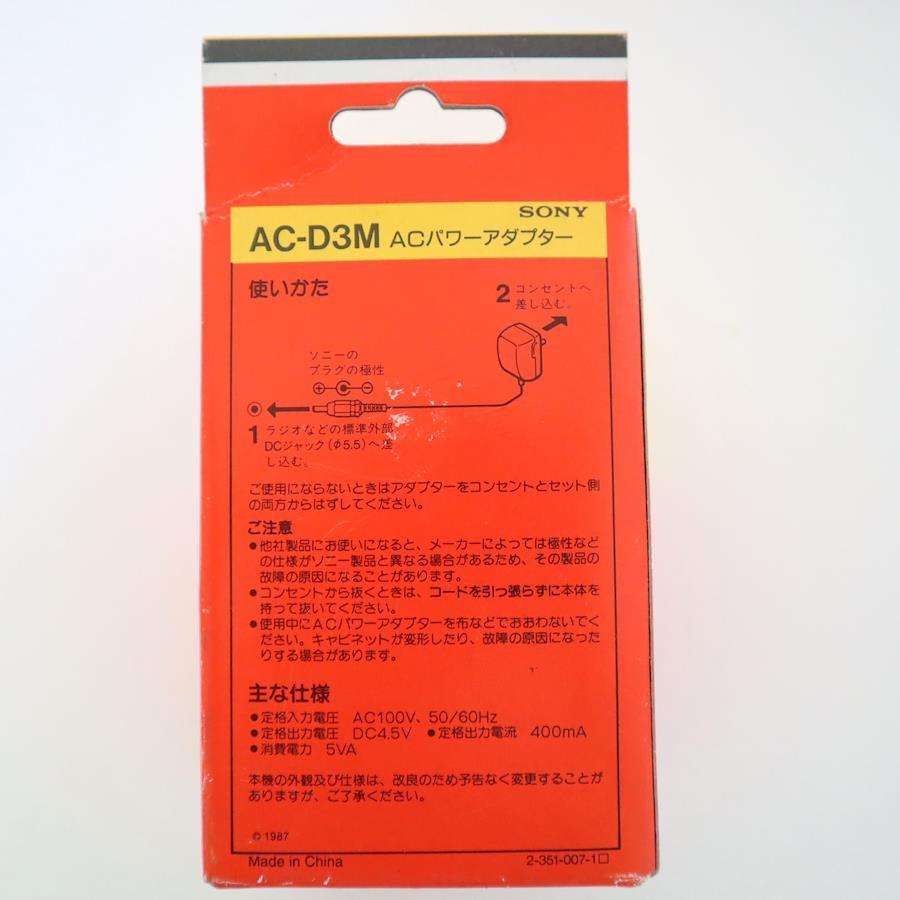 SONY
AC-D3M ACパワーアダプター
使いかた
2 コンセントへ
差し込む。
ソニーの
プラグの極性
⊕ ⊖
1 ラジオなどの標準外部
DCジャック(φ5.5)へ差
し込む。
ご使用にならないときはアダプターをコンセントとセット側
の両方からはずしてください。
ご注意
●他社製品にお使いになると、メーカーによっては極性など
の仕様がソニー製品と異なる場合があるため、その製品の
故障の原因になることがあります。
●コンセントから抜くときは、コードを引っ張らずに本体を
持って抜いてください。
●使用中にACパワーアダプターを布などでおおわないでく
ださい。キャビネットが変形したり、故障の原因になった
りする場合があります。
主な仕様
●定格入力電圧 AC100V、50/60Hz
●定格出力電圧 DC4.5V ●定格出力電流 400mA
●消費電力 5VA
本機の外観及び仕様は、改良のため予告なく変更することが
ありますが、ご了承ください。
© 1987
Made in China 2-351-007-1□